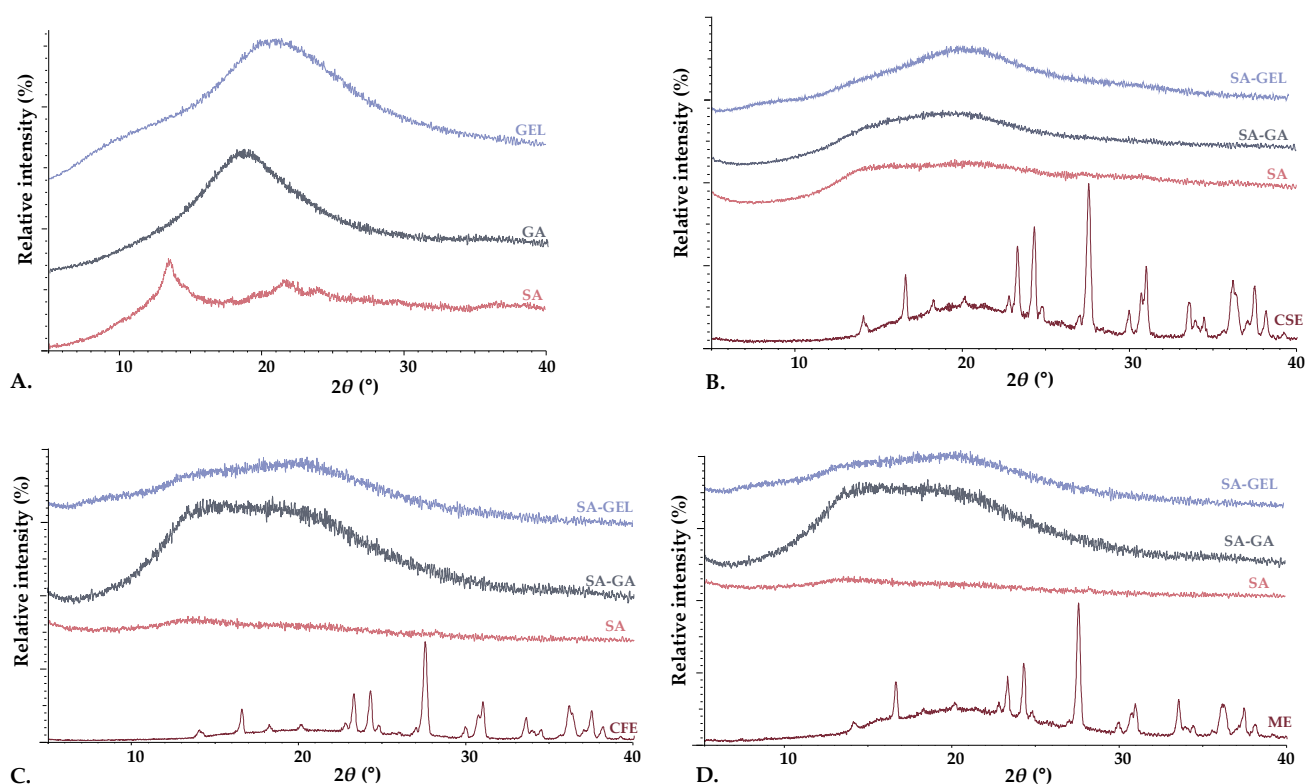 Relative intensity (%)
GEL
GA
SA
10 20 30 40
2θ (°)
A.
Relative intensity (%)
SA-GEL
SA-GA
SA
CSE
10 20 30 40
2θ (°)
B.
Relative intensity (%)
SA-GEL
SA-GA
SA
CFE
10 20 30 40
2θ (°)
C.
Relative intensity (%)
SA-GEL
SA-GA
SA
ME
10 20 30 40
2θ (°)
D.